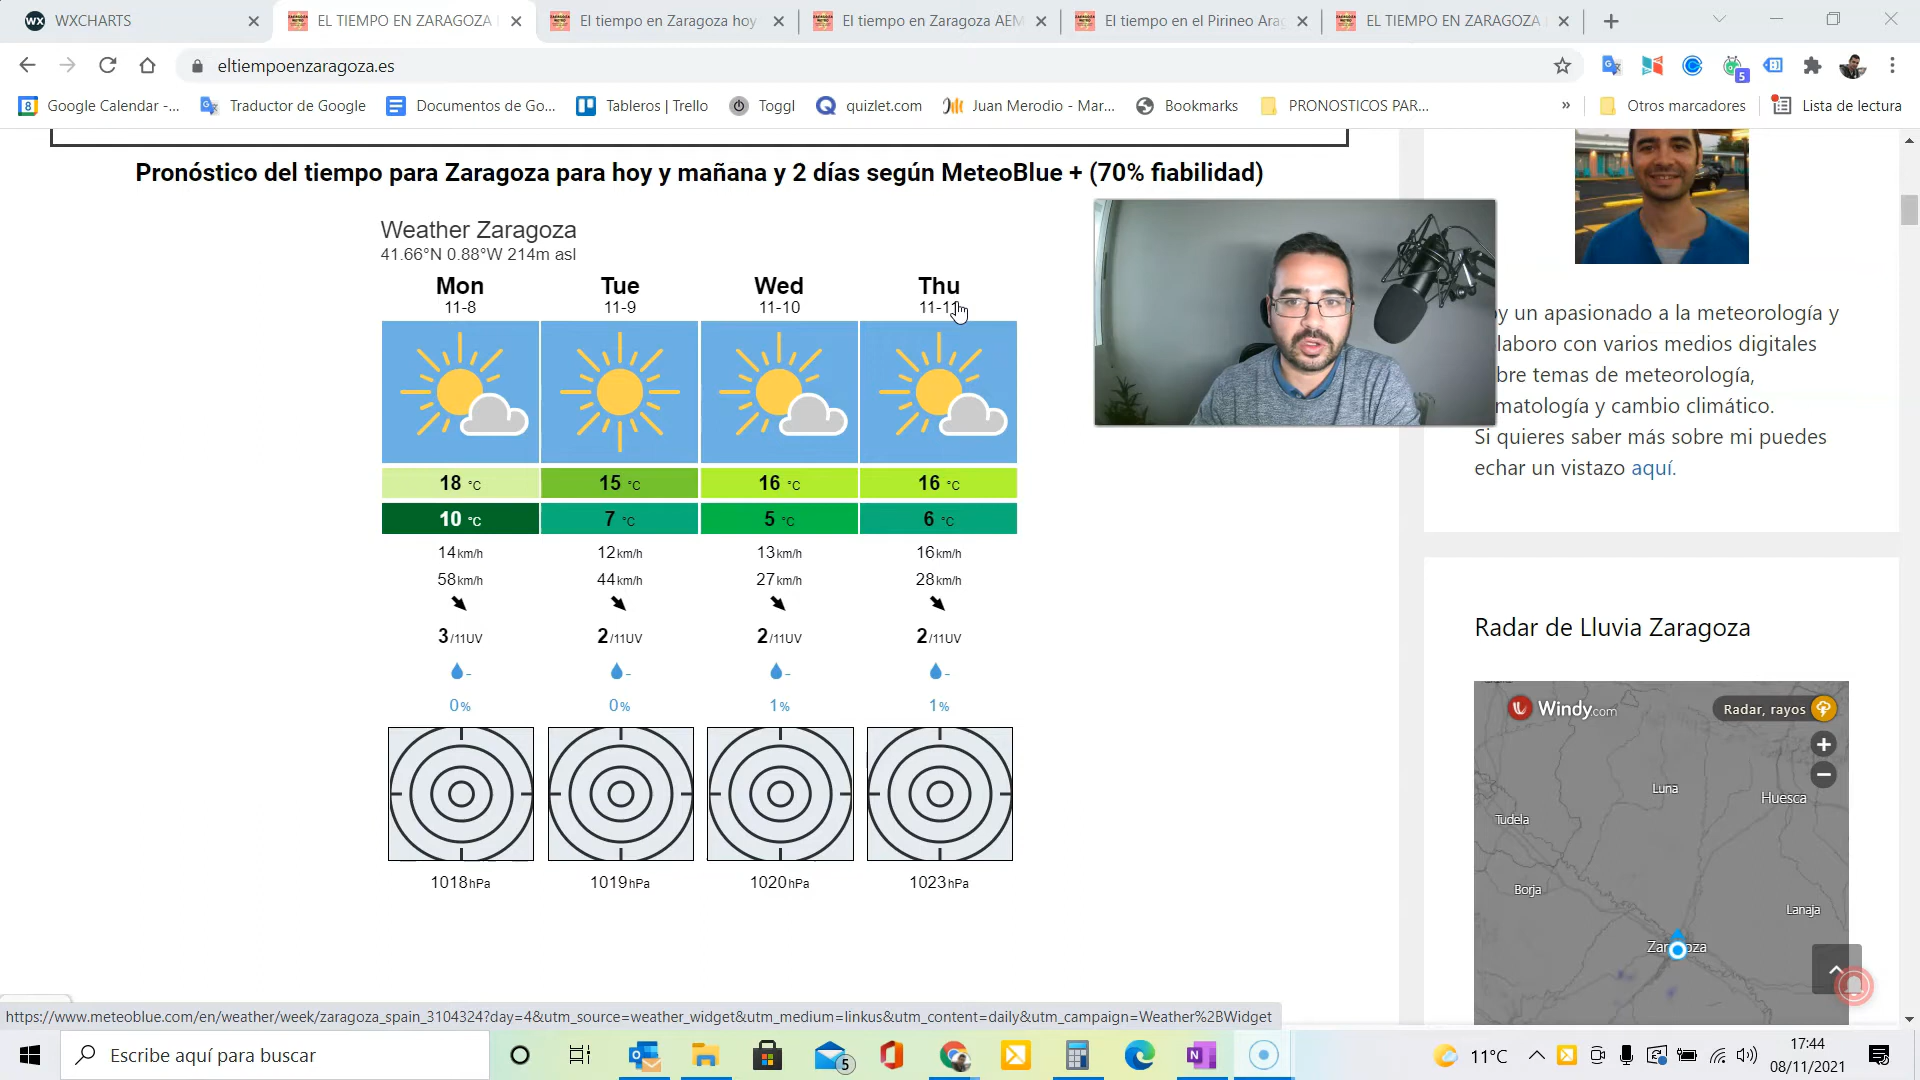 WXCHARTS
EL TIEMPO EN ZARAGOZA
El tiempo en Zaragoza hoy
El tiempo en Zaragoza AEM
El tiempo en el Pirineo Arag
EL TIEMPO EN ZARAGOZA
eltiempoenzaragoza.es
5
8 Google Calendar -...
Traductor de Google
Documentos de Go...
Tableros | Trello
Toggl
quizlet.com
Juan Merodio - Mar...
Bookmarks
PRONOSTICOS PAR...
»
Otros marcadores
Lista de lectura
Pronóstico del tiempo para Zaragoza para hoy y mañana y 2 días según MeteoBlue + (70% fiabilidad)
Weather Zaragoza
41.66°N 0.88°W 214m asl
Mon Tue Wed Thu
11-8 11-9 11-10 11-11
18 °C 15 °C 16 °C 16 °C
10 °C 7 °C 5 °C 6 °C
14km/h 12km/h 13km/h 16km/h
58km/h 44km/h 27km/h 28km/h
3/11UV 2/11UV 2/11UV 2/11UV
- - - -
0% 0% 1% 1%
1018hPa 1019hPa 1020hPa 1023hPa
un apasionado a la meteorología y
con varios medios digitales
temas de meteorología,
y cambio climático.
Si quieres saber más sobre mi puedes
echar un vistazo aquí.
Radar de Lluvia Zaragoza
Windy.com
Radar, rayos
+
−
Luna
Huesca
Tudela
Borja
Lanaja
Zaragoza
https://www.meteoblue.com/en/weather/week/zaragoza_spain_3104324?day=4&utm_source=weather_widget&utm_medium=linkus&utm_content=daily&utm_campaign=Weather%2BWidget
Escribe aquí para buscar
5
11°C
17:44
08/11/2021